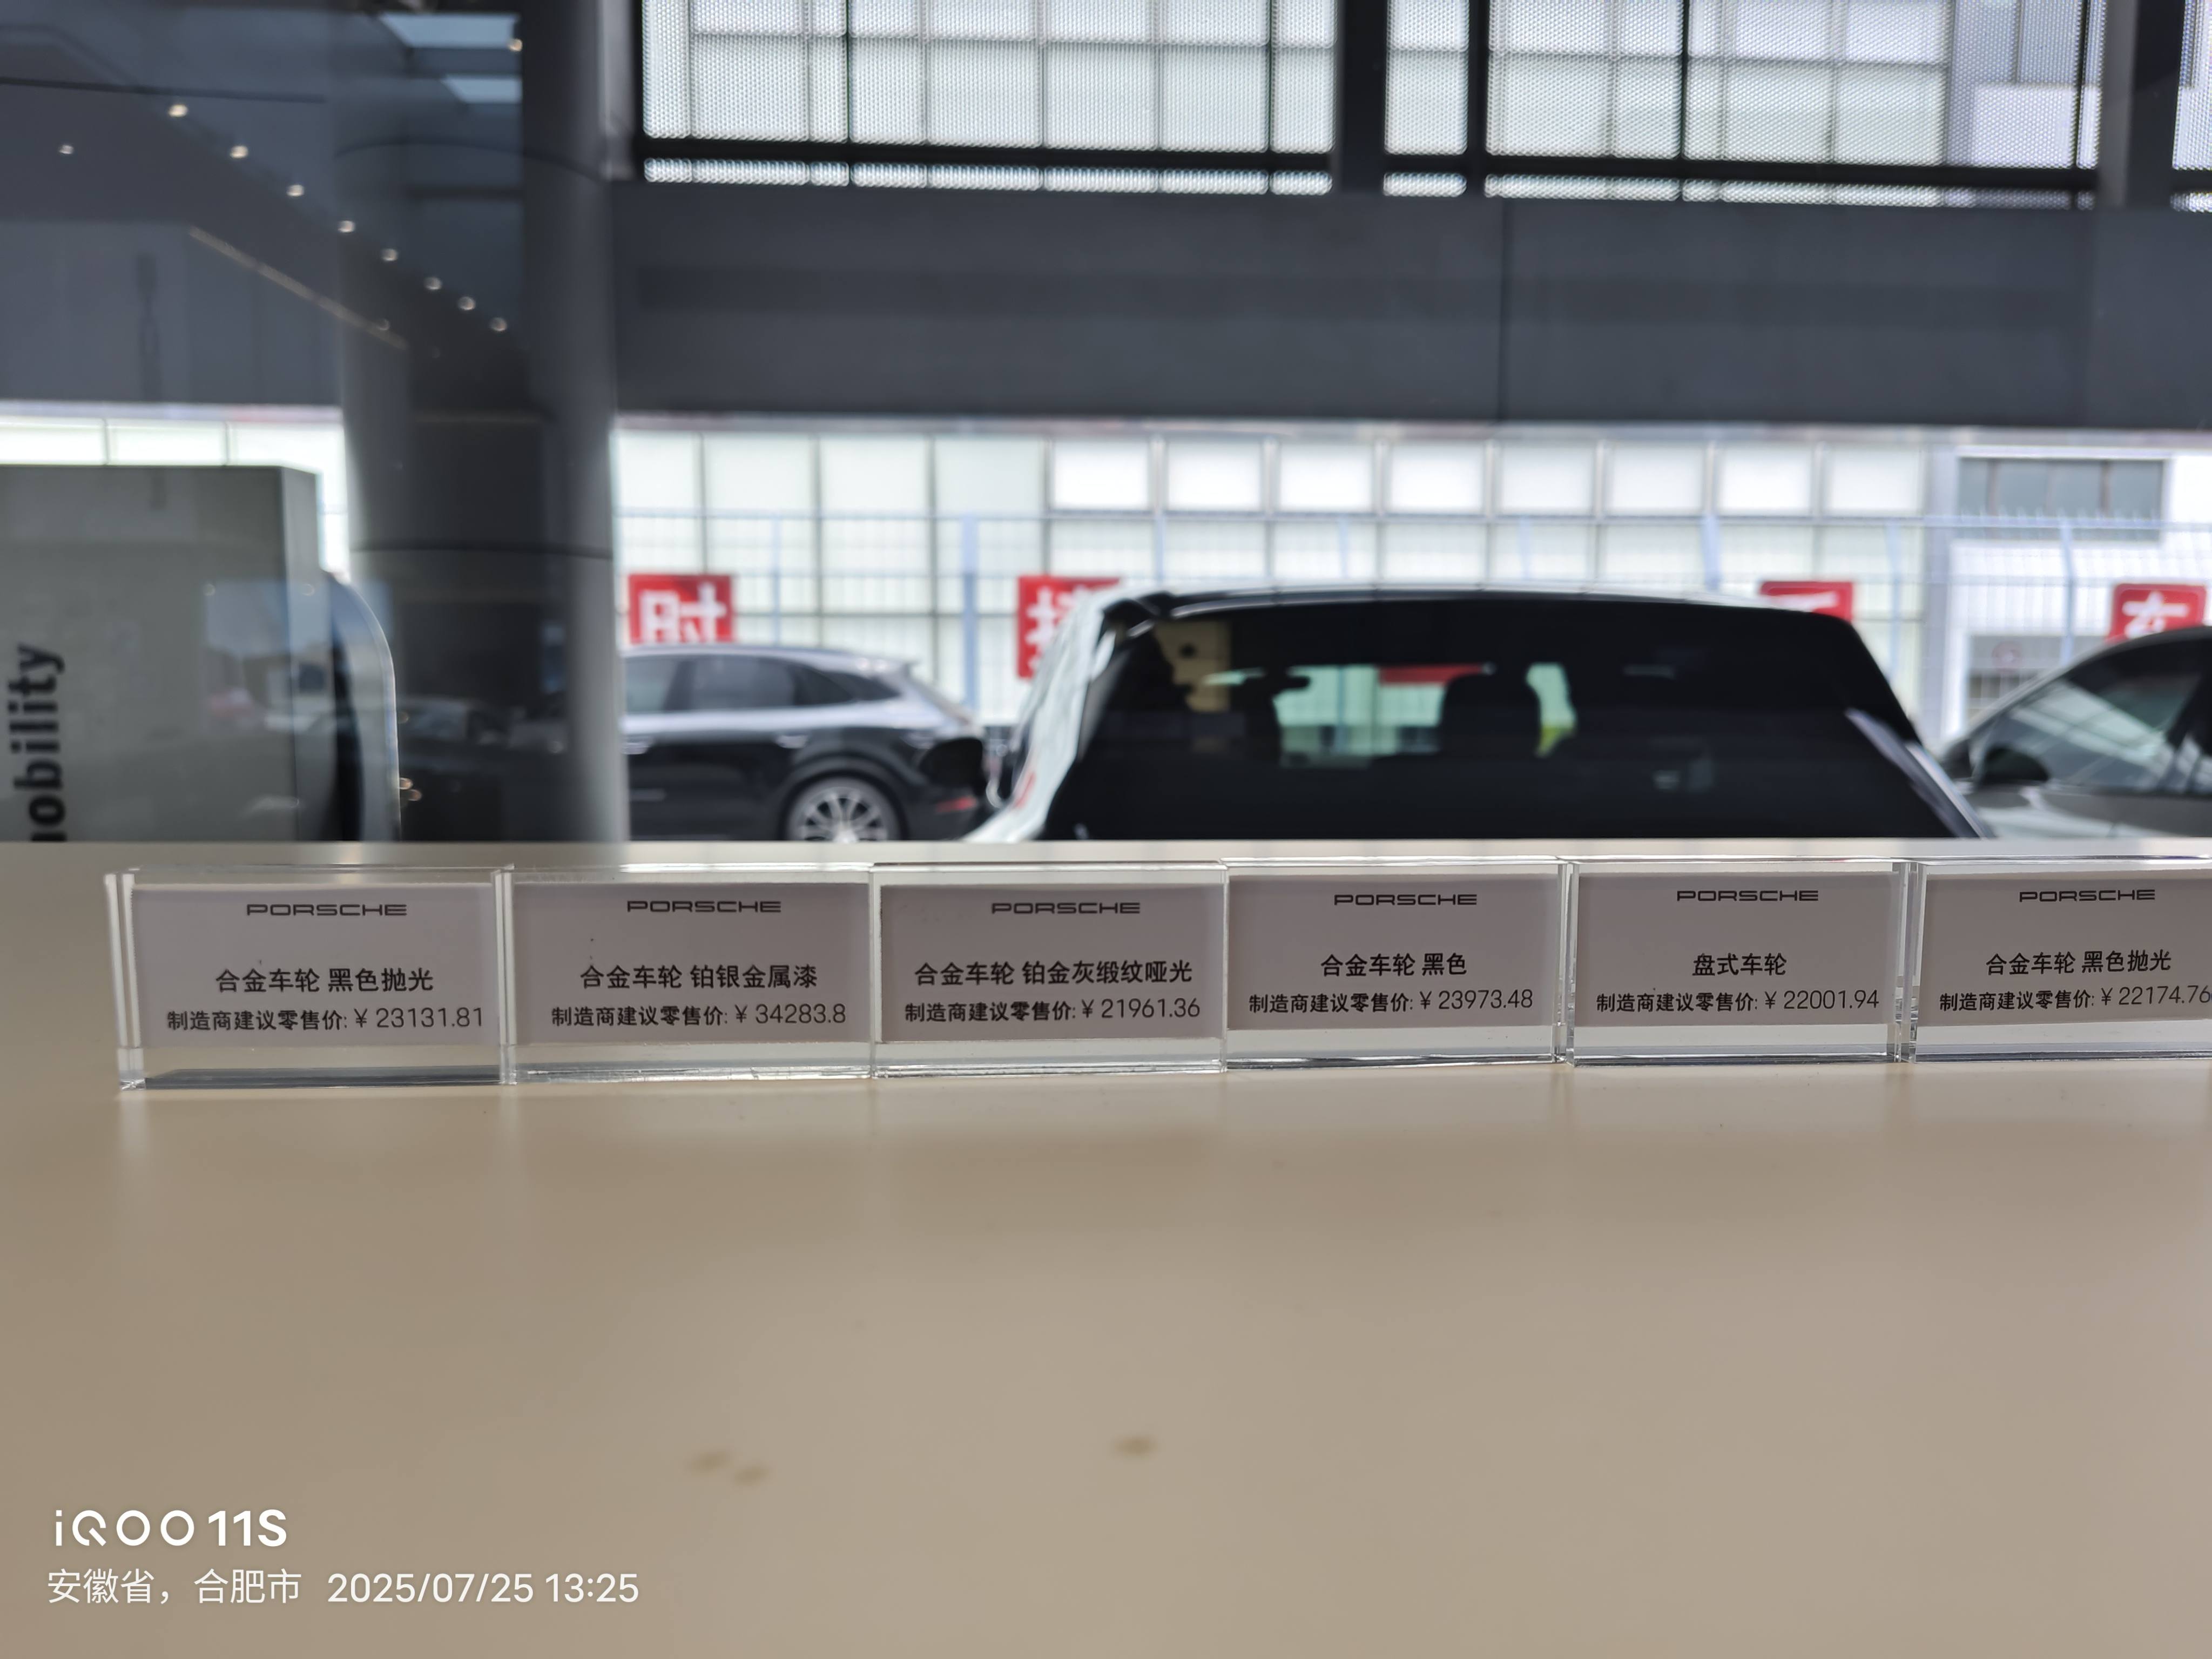 时
mobility
PORSCHE
合金车轮 黑色抛光
制造商建议零售价: ¥ 23131.81
PORSCHE
合金车轮 铂银金属漆
制造商建议零售价: ¥ 34283.8
PORSCHE
合金车轮 铂金灰缎纹哑光
制造商建议零售价: ¥ 21961.36
PORSCHE
合金车轮 黑色
制造商建议零售价: ¥ 23973.48
PORSCHE
盘式车轮
制造商建议零售价: ¥ 22001.94
PORSCHE
合金车轮 黑色抛光
制造商建议零售价: ¥ 22174.76
iQOO 11S
安徽省，合肥市 2025/07/25 13:25